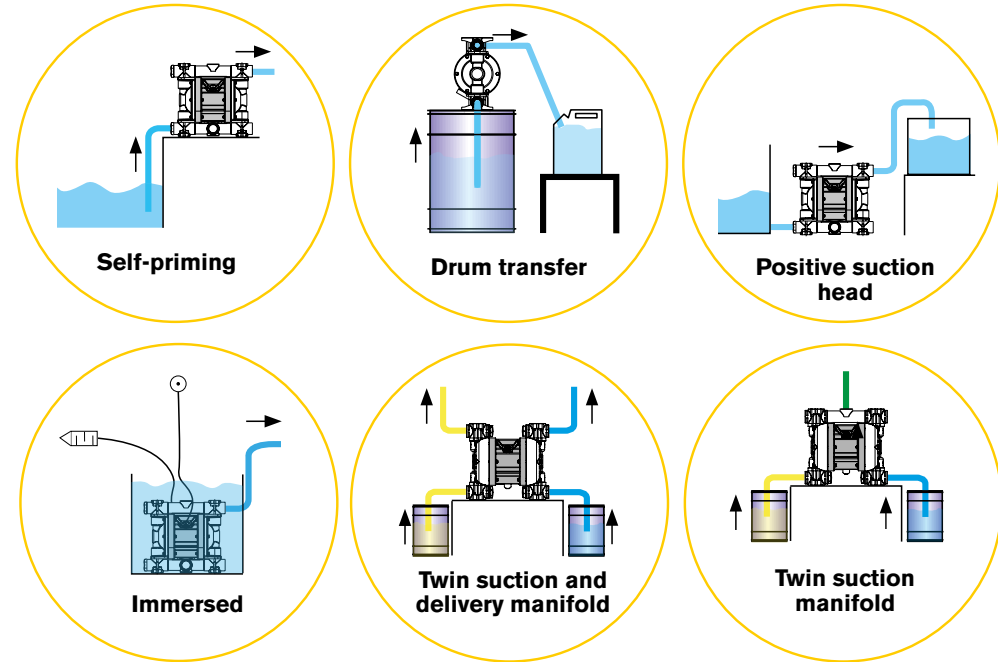 Self-priming
Drum transfer
Positive suction
head
Immersed
Twin suction and
delivery manifold
Twin suction
manifold